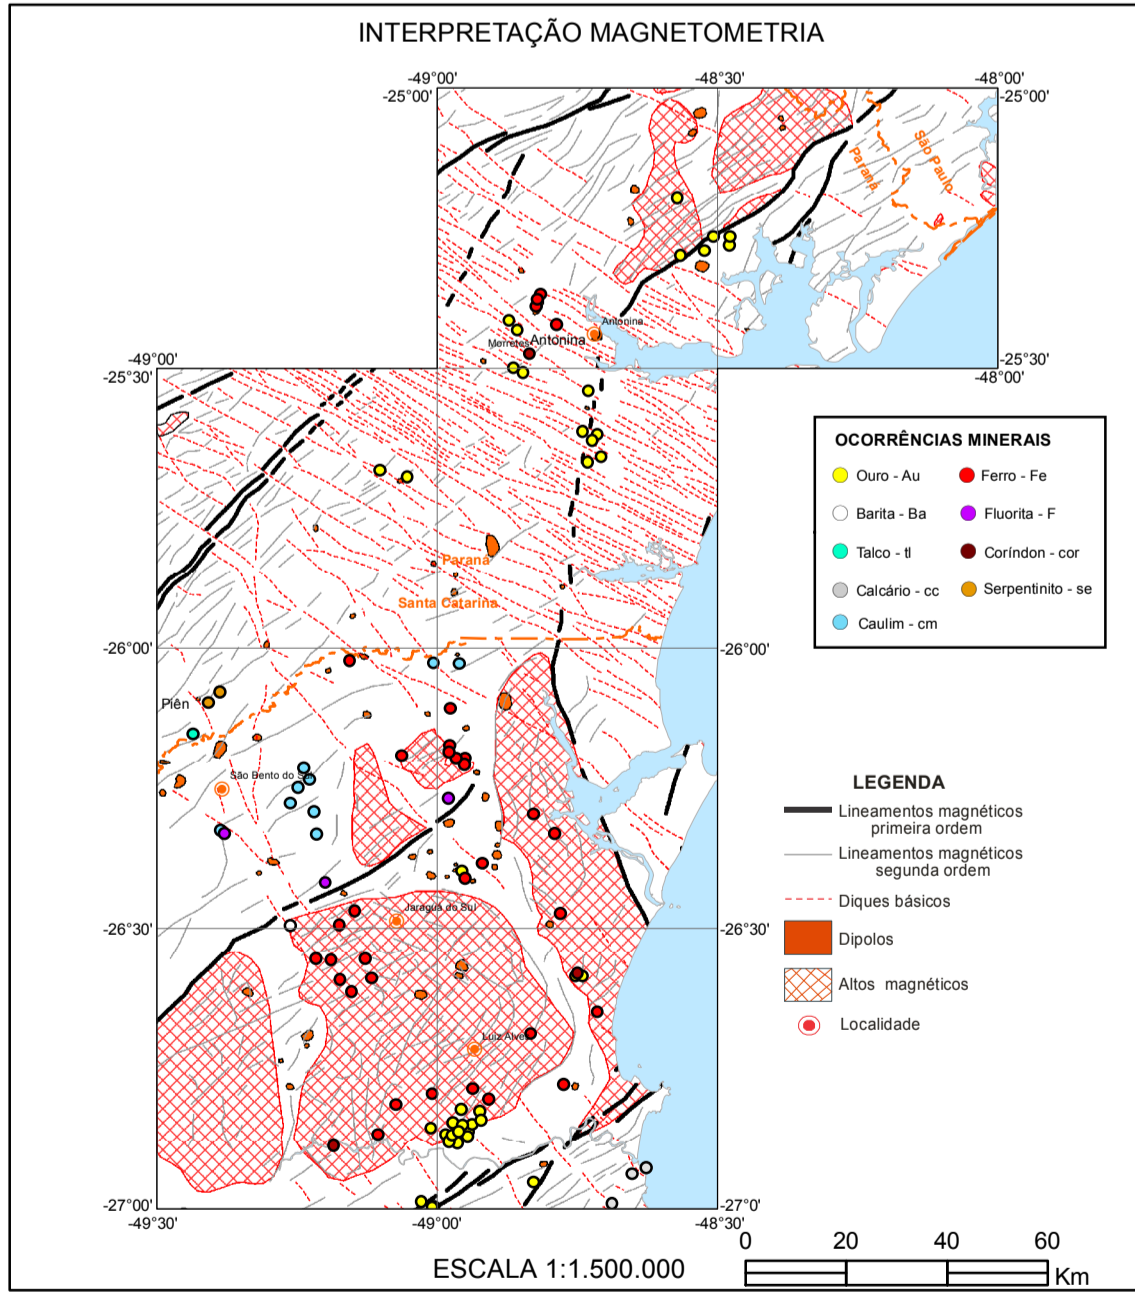 INTERPRETAÇÃO MAGNETOMETRIA
-49°00'
-48°30'
-48°00'
-25°00'
-25°00'
São Paulo
Paraná
Antonina
Morretes
Antonina
-49°00'
-25°30'
-25°30'
-48°00'
OCORRÊNCIAS MINERAIS
Ouro - Au
Ferro - Fe
Barita - Ba
Fluorita - F
Talco - tl
Coríndon - cor
Calcário - cc
Serpentinito - se
Caulim - cm
Paraná
Santa Catarina
-26°00'
-26°00'
Piên
São Bento do Sul
LEGENDA
Lineamentos magnéticos
primeira ordem
Lineamentos magnéticos
segunda ordem
Diques básicos
Dipolos
Altos magnéticos
Localidade
Jaraguá do Sul
-26°30'
-26°30'
Luiz Alves
-27°00'
-27°0'
-49°30'
-49°00'
-48°30'
ESCALA 1:1.500.000
0 20 40 60
Km